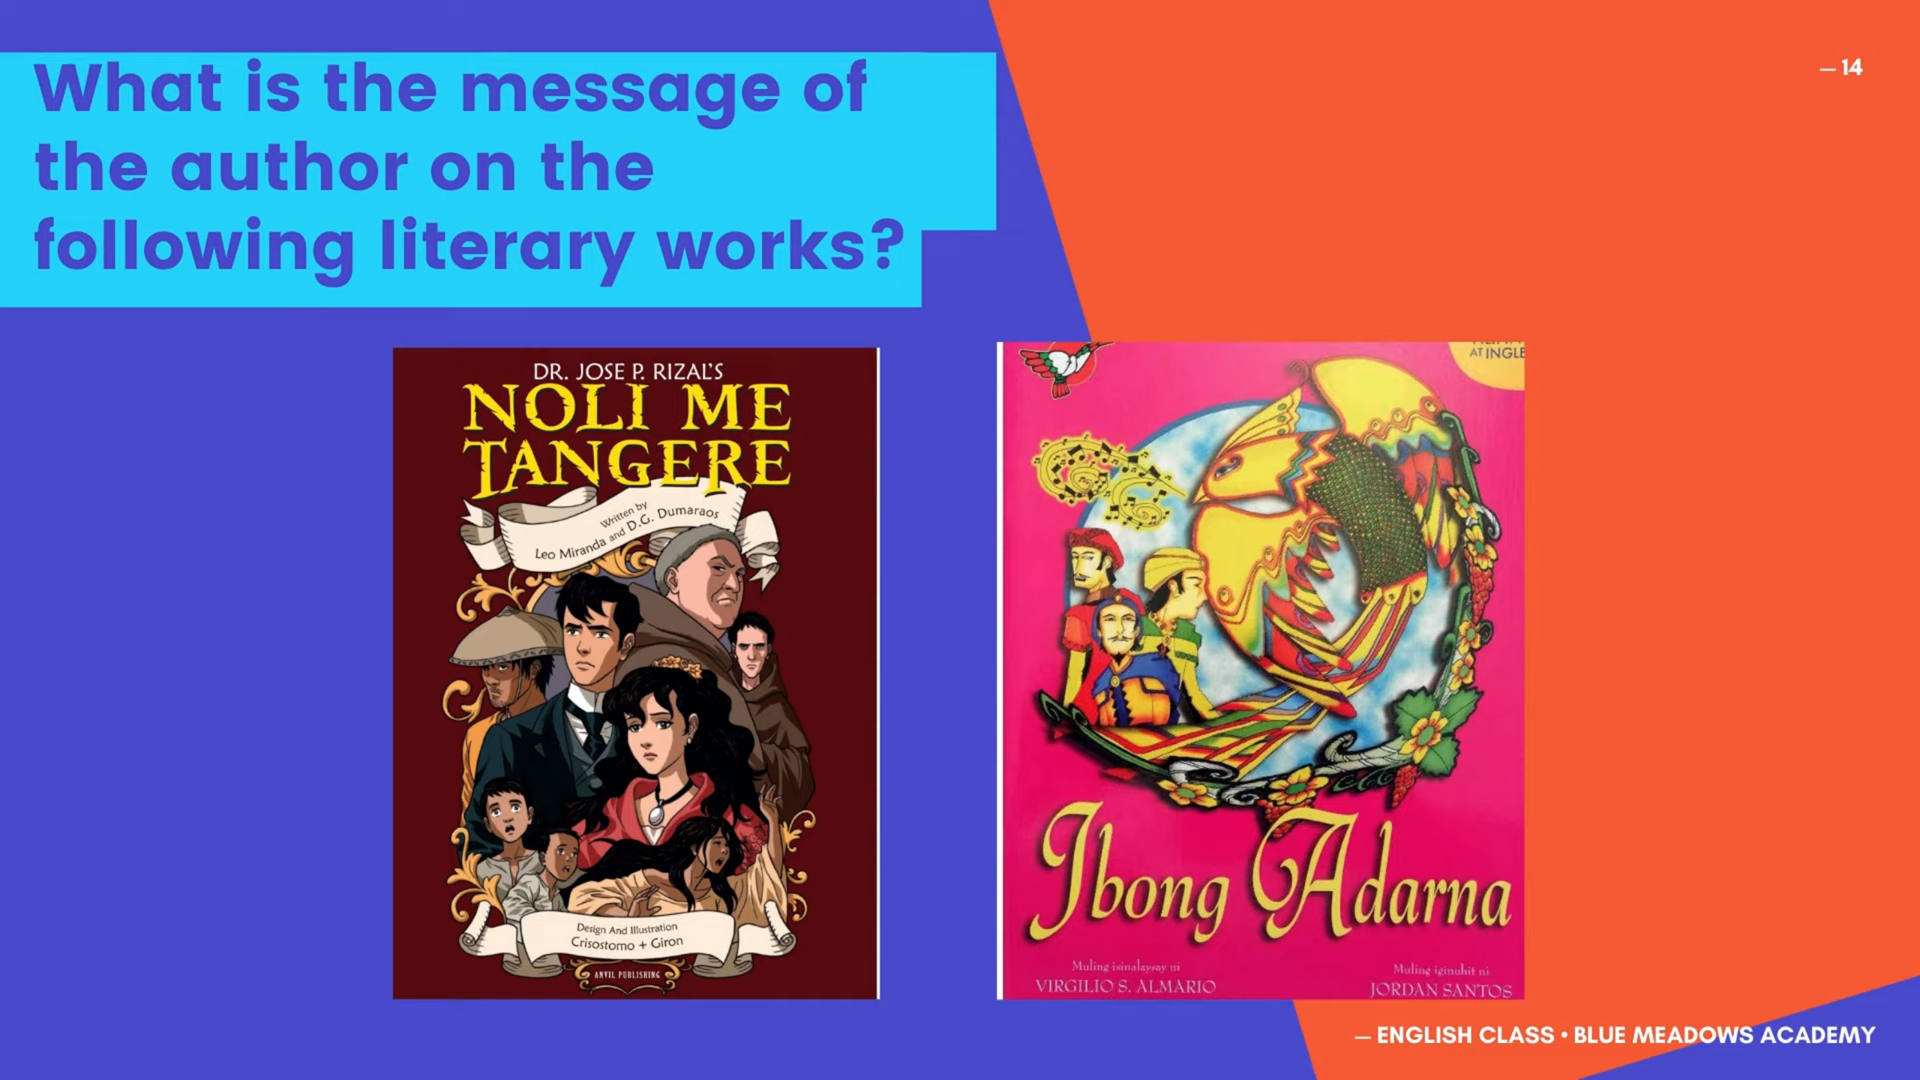 What is the message of
the author on the
following literary works?
— 14
DR. JOSE P. RIZAL'S
NOLI ME
TANGERE
Written by
Leo Miranda and D.G. Dumaraos
Design And Illustration
Crisostomo + Giron
ANVIL PUBLISHING
AT INGLE
Ibong Adarna
Muling isinalaysay ni
VIRGILIO S. ALMARIO
Muling iginuhit ni
JORDAN SANTOS
— ENGLISH CLASS • BLUE MEADOWS ACADEMY